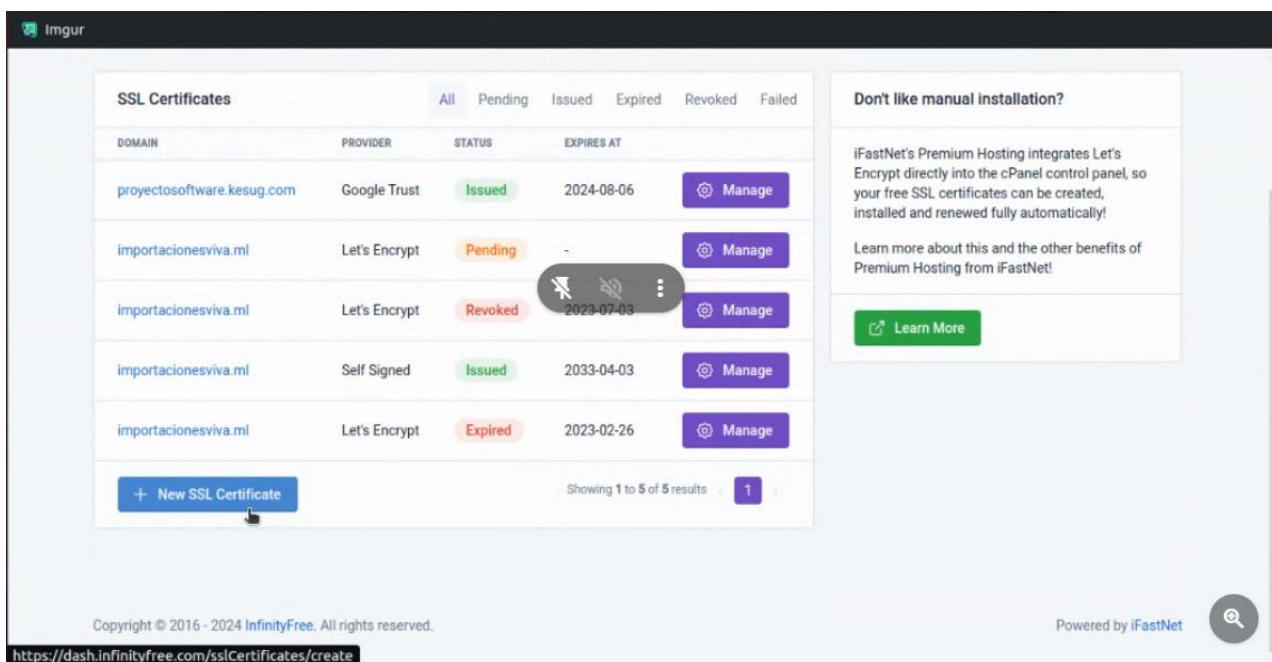 Imgur
SSL Certificates
All Pending Issued Expired Revoked Failed
DOMAIN PROVIDER STATUS EXPIRES AT
proyectosoftware.kesug.com Google Trust Issued 2024-08-06 Manage
importacionesviva.ml Let's Encrypt Pending - Manage
importacionesviva.ml Let's Encrypt Revoked 2023-07-03 Manage
importacionesviva.ml Self Signed Issued 2033-04-03 Manage
importacionesviva.ml Let's Encrypt Expired 2023-02-26 Manage
+ New SSL Certificate
Showing 1 to 5 of 5 results 1
Don't like manual installation?
iFastNet's Premium Hosting integrates Let's
Encrypt directly into the cPanel control panel, so
your free SSL certificates can be created,
installed and renewed fully automatically!
Learn more about this and the other benefits of
Premium Hosting from iFastNet!
Learn More
Copyright © 2016 - 2024 InfinityFree. All rights reserved.
Powered by iFastNet
https://dash.infinityfree.com/sslCertificates/create